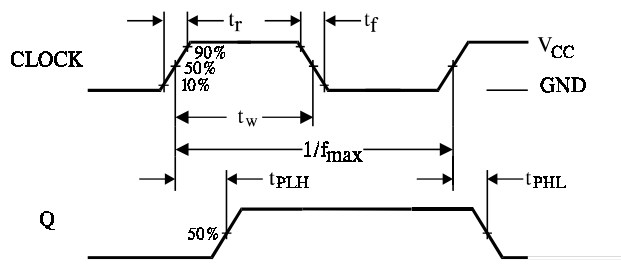 tr
tf
CLOCK
90%
50%
10%
VCC
GND
tw
1/fmax
tPLH
tPHL
Q
50%